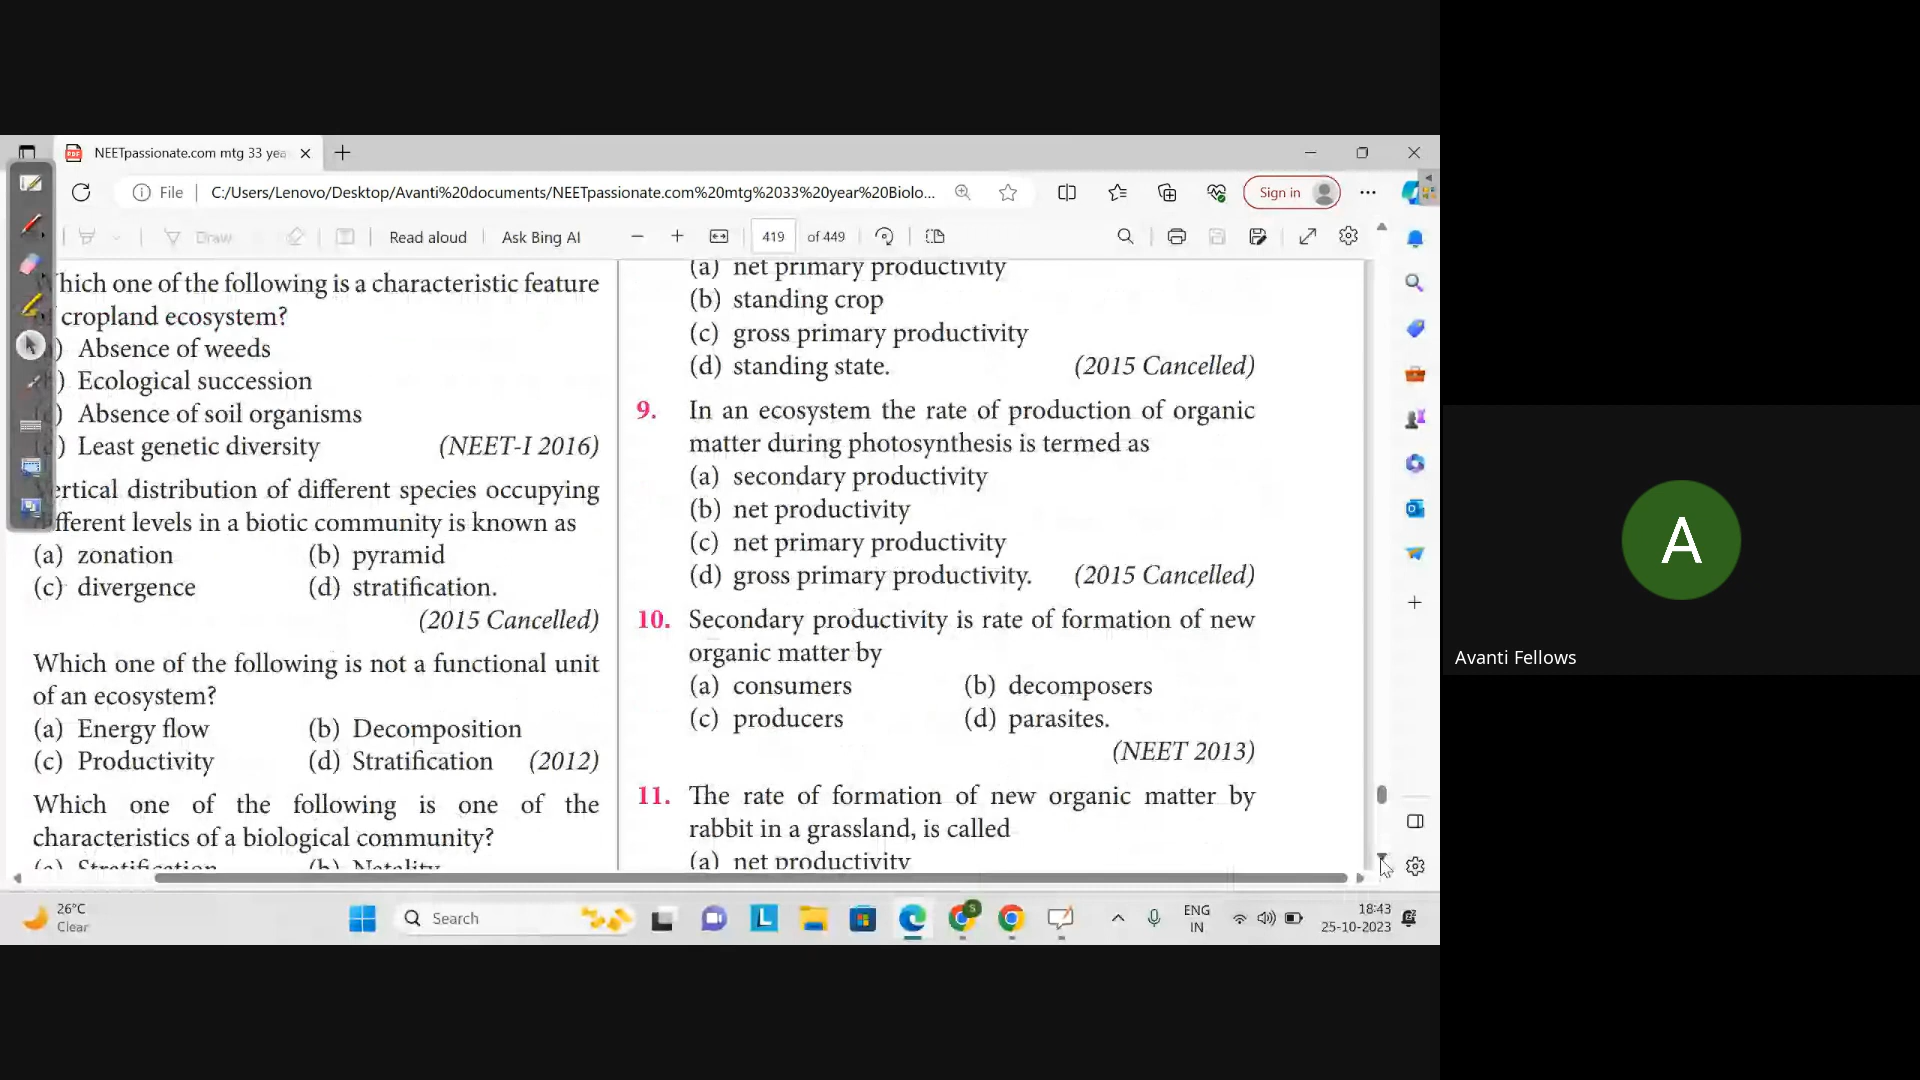 NEETpassionate.com mtg 33 yea
File
C:/Users/Lenovo/Desktop/Avanti%20documents/NEETpassionate.com%20mtg%2033%20year%20Biolo...
Sign in
Draw
Read aloud
Ask Bing AI
419
of 449
hich one of the following is a characteristic feature
cropland ecosystem?
) Absence of weeds
) Ecological succession
) Absence of soil organisms
) Least genetic diversity (NEET-I 2016)
ertical distribution of different species occupying
fferent levels in a biotic community is known as
(a) zonation (b) pyramid
(c) divergence (d) stratification.
(2015 Cancelled)
Which one of the following is not a functional unit
of an ecosystem?
(a) Energy flow (b) Decomposition
(c) Productivity (d) Stratification (2012)
Which one of the following is one of the
characteristics of a biological community?
(a) Stratification (b) Natality
(a) net primary productivity
(b) standing crop
(c) gross primary productivity
(d) standing state. (2015 Cancelled)
9. In an ecosystem the rate of production of organic
matter during photosynthesis is termed as
(a) secondary productivity
(b) net productivity
(c) net primary productivity
(d) gross primary productivity. (2015 Cancelled)
10. Secondary productivity is rate of formation of new
organic matter by
(a) consumers (b) decomposers
(c) producers (d) parasites.
(NEET 2013)
11. The rate of formation of new organic matter by
rabbit in a grassland, is called
(a) net productivity
A
Avanti Fellows
26°C
Clear
Search
L
S
ENG
IN
18:43
25-10-2023